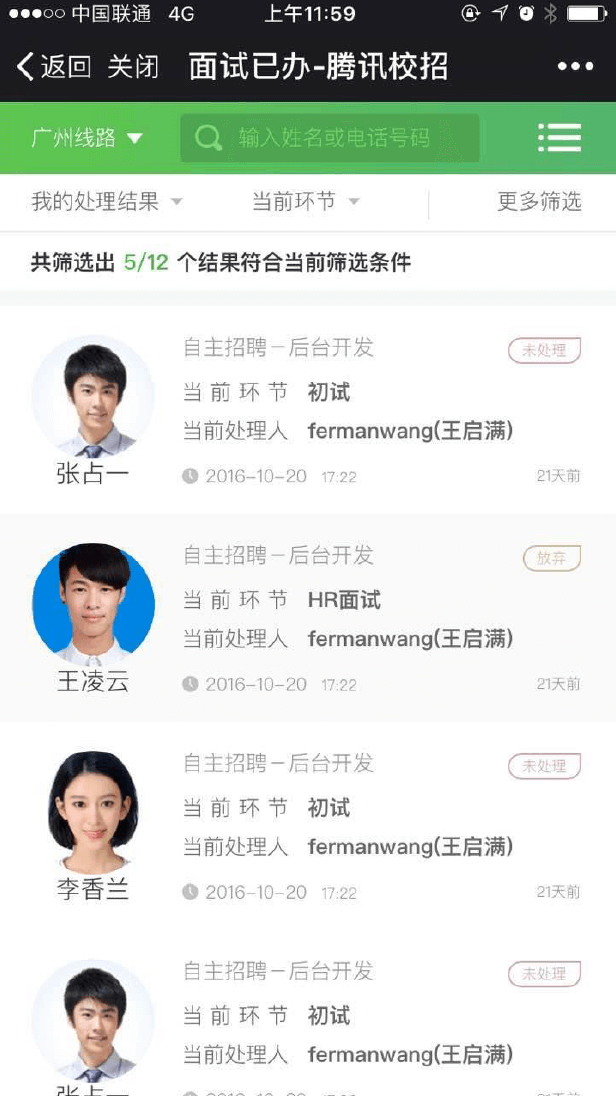 中国联通 4G 上午11:59
返回 关闭 面试已办-腾讯校招
广州线路 输入姓名或电话号码
我的处理结果 当前环节 更多筛选
共筛选出 5/12 个结果符合当前筛选条件
自主招聘－后台开发 未处理
当前环节 初试
当前处理人 fermanwang(王启满)
张占一 2016-10-20 17:22 21天前
自主招聘－后台开发 放弃
当前环节 HR面试
当前处理人 fermanwang(王启满)
王凌云 2016-10-20 17:22 21天前
自主招聘－后台开发 未处理
当前环节 初试
当前处理人 fermanwang(王启满)
李香兰 2016-10-20 17:22 21天前
自主招聘－后台开发 未处理
当前环节 初试
当前处理人 fermanwang(王启满)